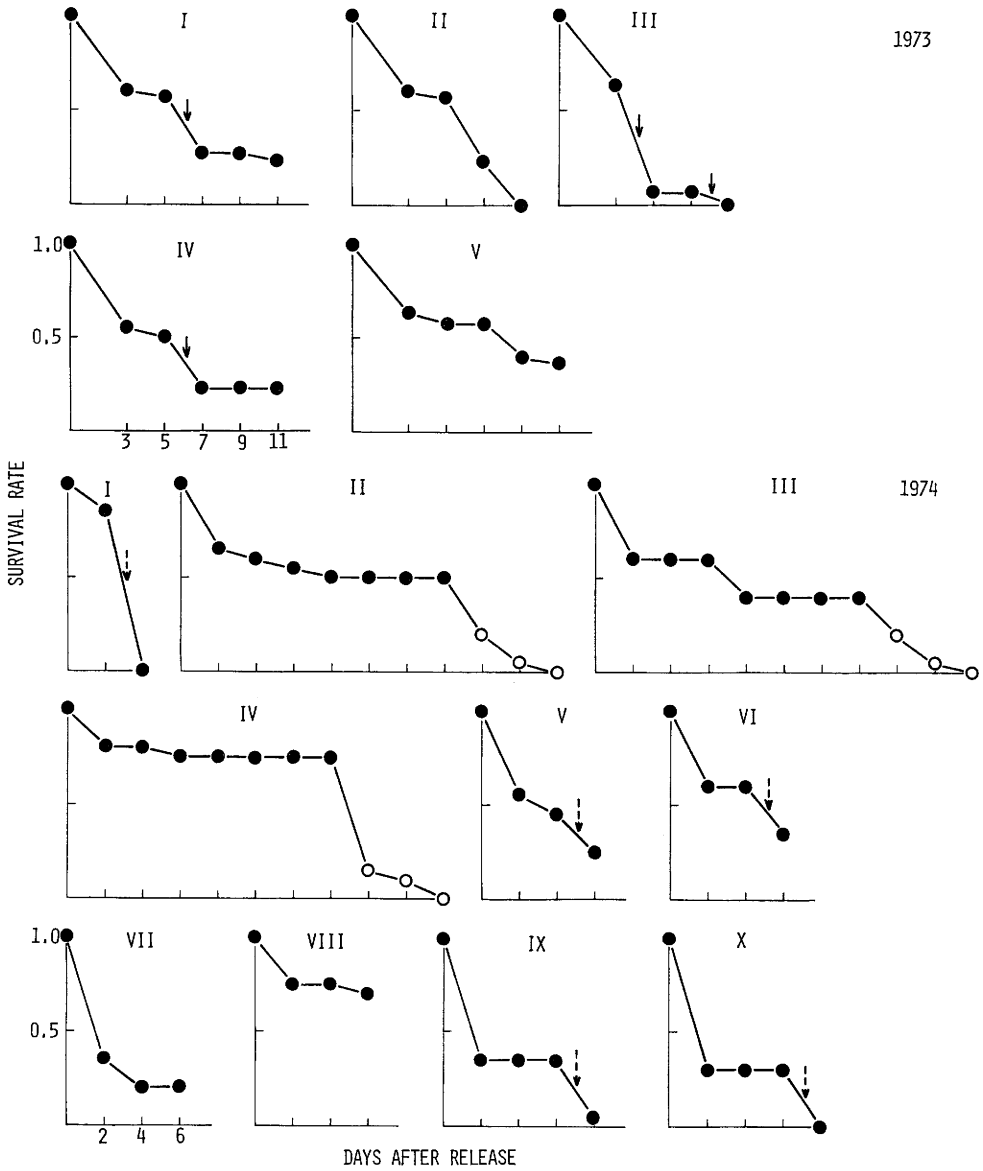 I II III
1973
IV V
1.0
0.5
3 5 7 9 11
SURVIVAL RATE
I II III 1974
IV V VI
VII VIII IX X
1.0
0.5
2 4 6
DAYS AFTER RELEASE